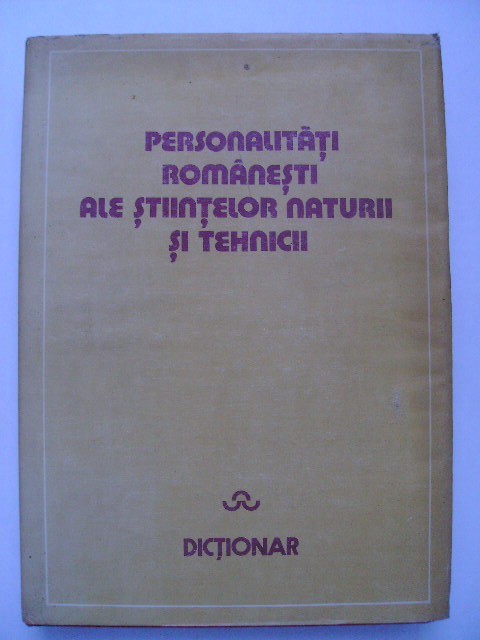 PERSONALITĂȚI
ROMÂNEȘTI
ALE ȘTIINȚELOR NATURII
ȘI TEHNICII
DICȚIONAR